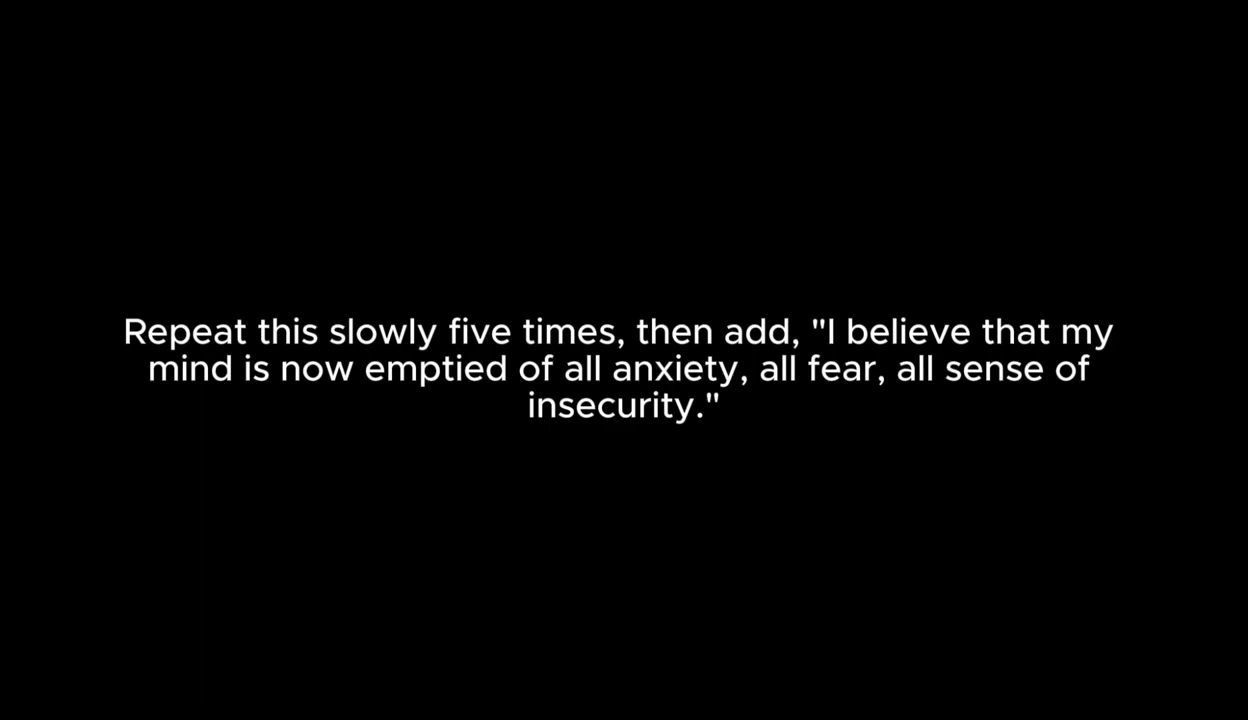 Repeat this slowly five times, then add, "I believe that my
mind is now emptied of all anxiety, all fear, all sense of
insecurity."